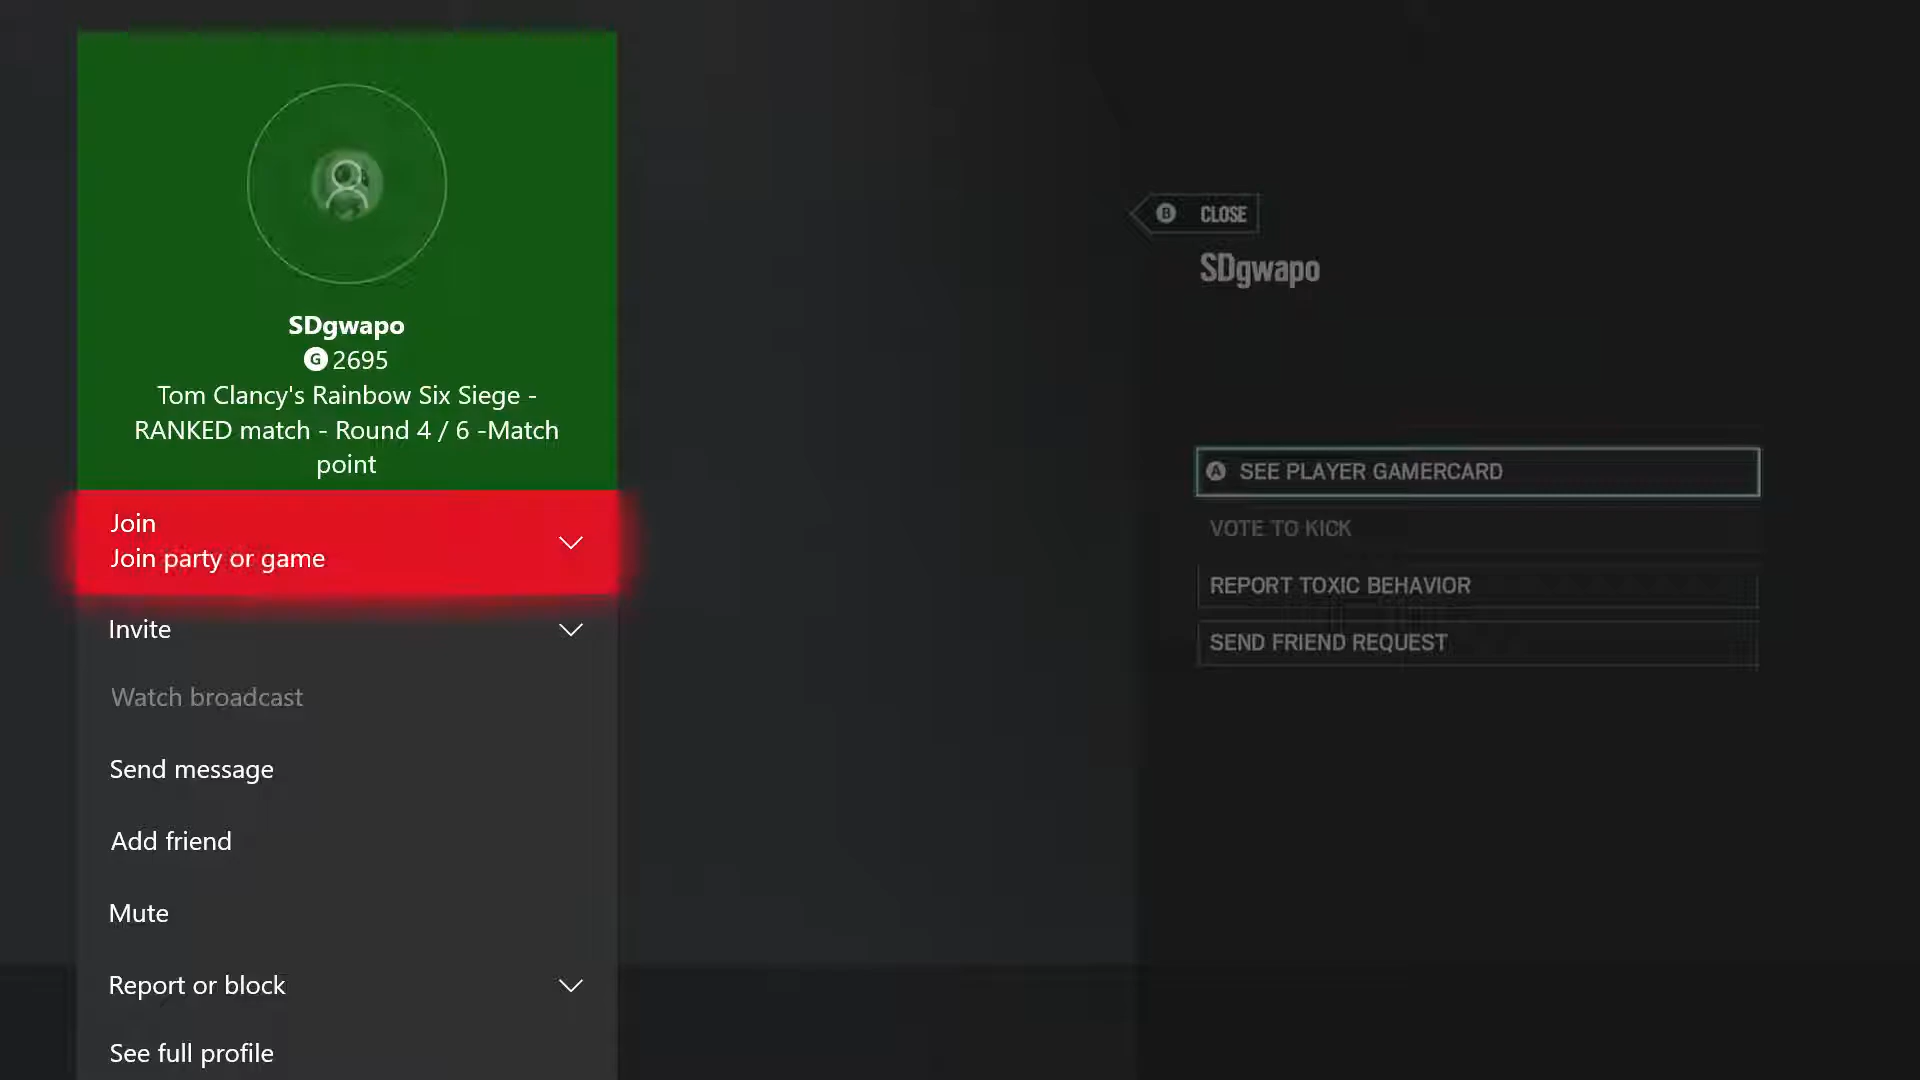 SDgwapo
G 2695
Tom Clancy's Rainbow Six Siege -
RANKED match - Round 4 / 6 -Match
point
Join
Join party or game
Invite
Watch broadcast
Send message
Add friend
Mute
Report or block
See full profile
B CLOSE
SDgwapo
A SEE PLAYER GAMERCARD
VOTE TO KICK
REPORT TOXIC BEHAVIOR
SEND FRIEND REQUEST